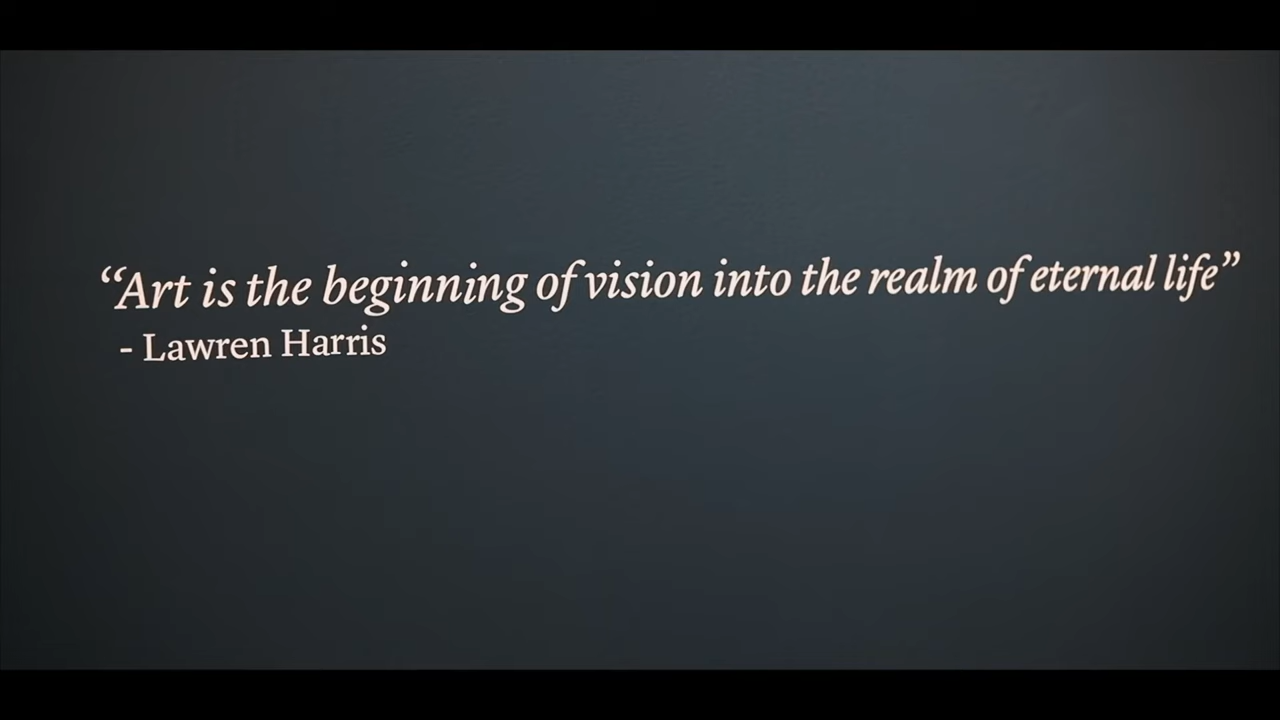 “Art is the beginning of vision into the realm of eternal life”
- Lawren Harris